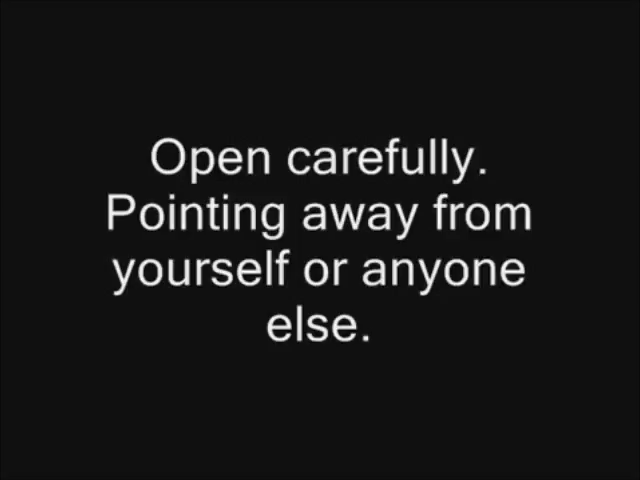 Open carefully.
Pointing away from
yourself or anyone
else.